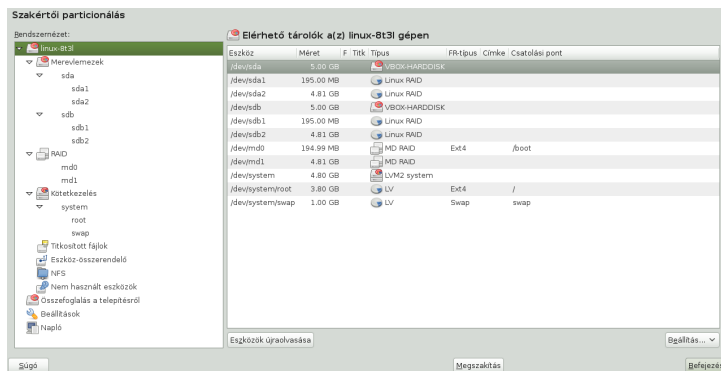 Szakértői particionálás
Rendszernézet:
linux-8t3l
Merevlemezek
sda
sda1
sda2
sdb
sdb1
sdb2
RAID
md0
md1
Kötetkezelés
system
root
swap
Titkosított fájlok
Eszköz-összerendelő
NFS
Nem használt eszközök
Összefoglalás a telepítésről
Beállítások
Napló
Elérhető tárolók a(z) linux-8t3l gépen
Eszköz Méret F Titk Típus FR-típus Címke Csatolási pont
/dev/sda 5.00 GB VBOX-HARDDISK
/dev/sda1 195.00 MB Linux RAID
/dev/sda2 4.81 GB Linux RAID
/dev/sdb 5.00 GB VBOX-HARDDISK
/dev/sdb1 195.00 MB Linux RAID
/dev/sdb2 4.81 GB Linux RAID
/dev/md0 194.99 MB MD RAID Ext4 /boot
/dev/md1 4.81 GB MD RAID
/dev/system 4.80 GB LVM2 system
/dev/system/root 3.80 GB LV Ext4 /
/dev/system/swap 1.00 GB LV Swap swap
Eszközök újraolvasása Beállítás...
Súgó Megszakítás Befejezés